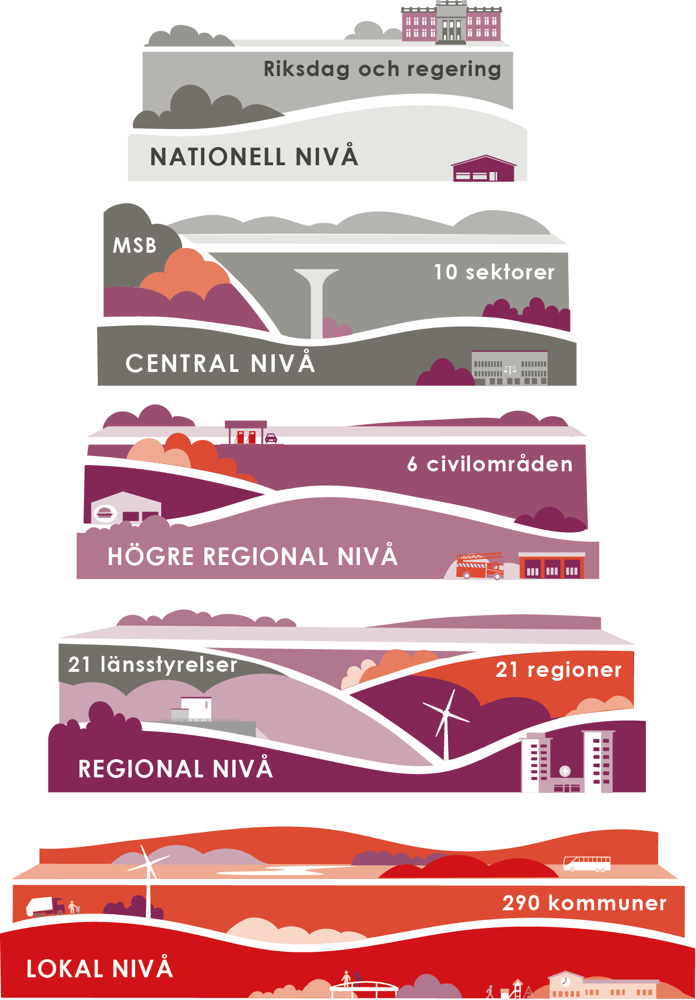 Riksdag och regering
NATIONELL NIVÅ
MSB
10 sektorer
CENTRAL NIVÅ
6 civilområden
HÖGRE REGIONAL NIVÅ
21 länsstyrelser
21 regioner
REGIONAL NIVÅ
290 kommuner
LOKAL NIVÅ